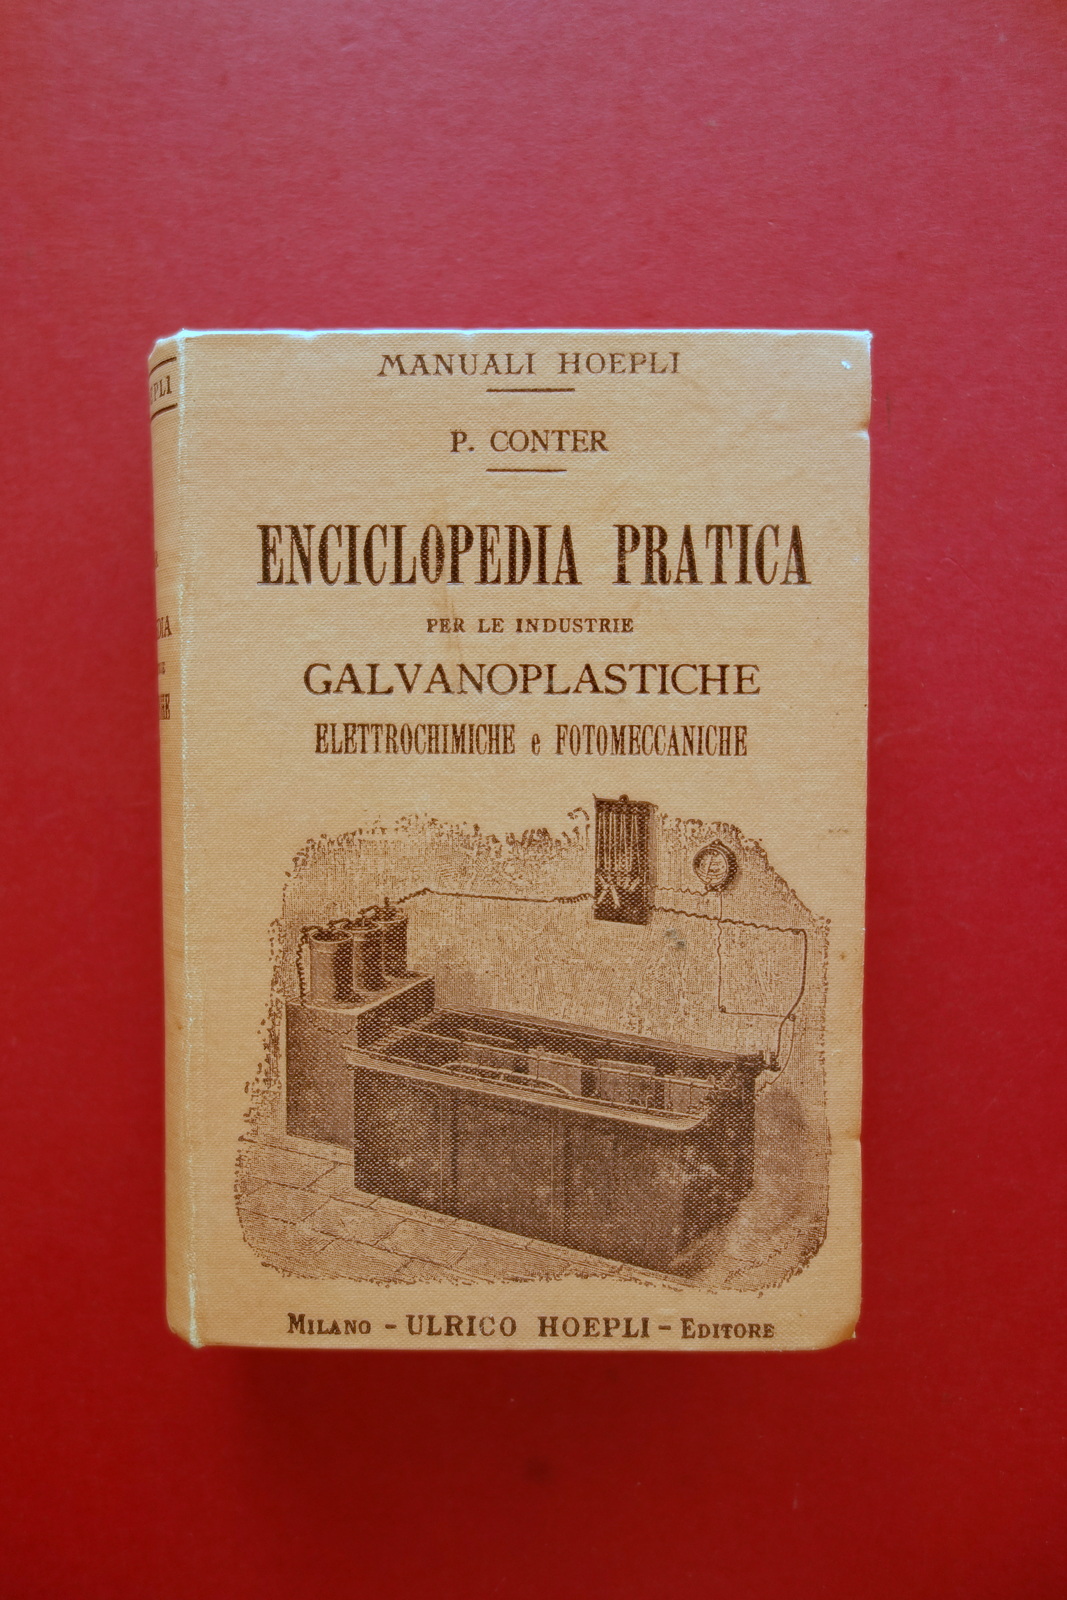 MANUALI HOEPLI
P. CONTER
ENCICLOPEDIA PRATICA
PER LE INDUSTRIE
GALVANOPLASTICHE
ELETTROCHIMICHE e FOTOMECCANICHE
MILANO - ULRICO HOEPLI - EDITORE